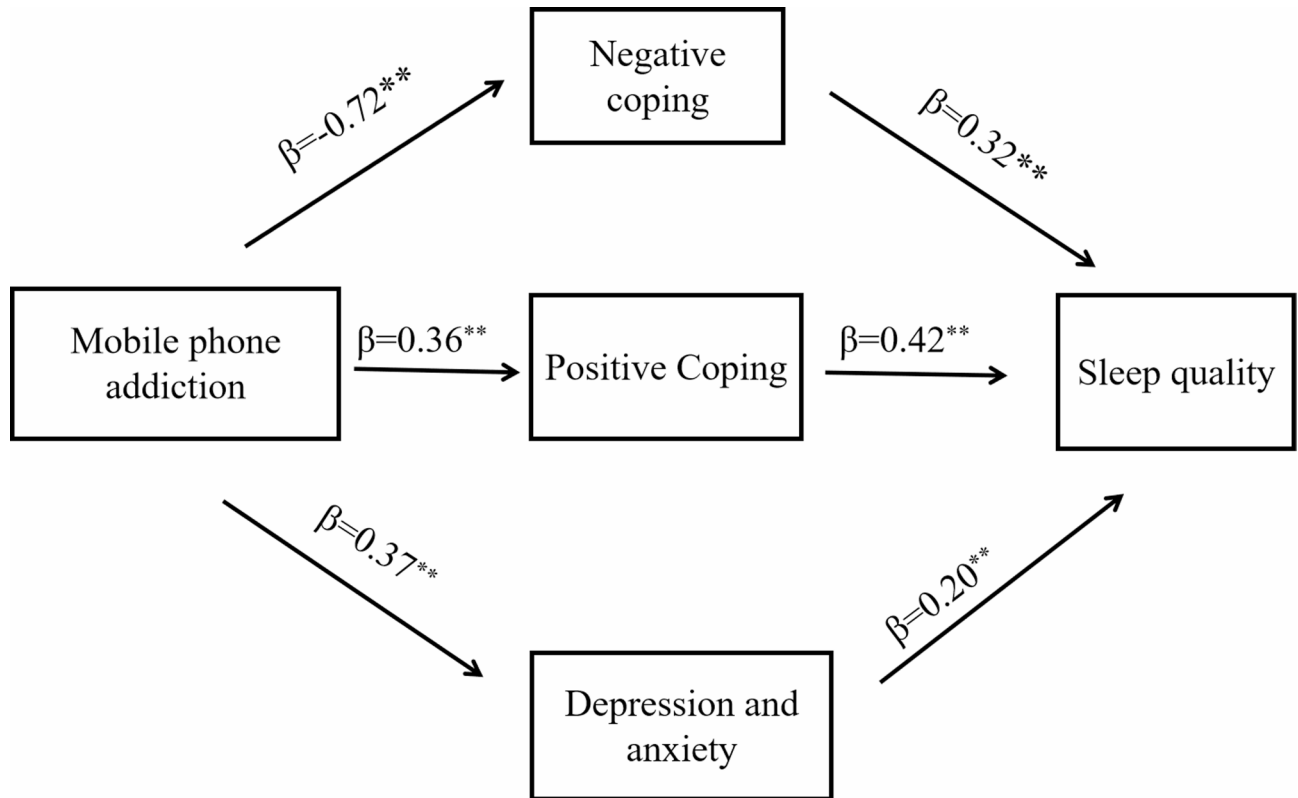 Negative
coping
β=-0.72**
β=0.32**
Mobile phone
addiction
β=0.36**
Positive Coping
β=0.42**
Sleep quality
β=0.37**
β=0.20**
Depression and
anxiety